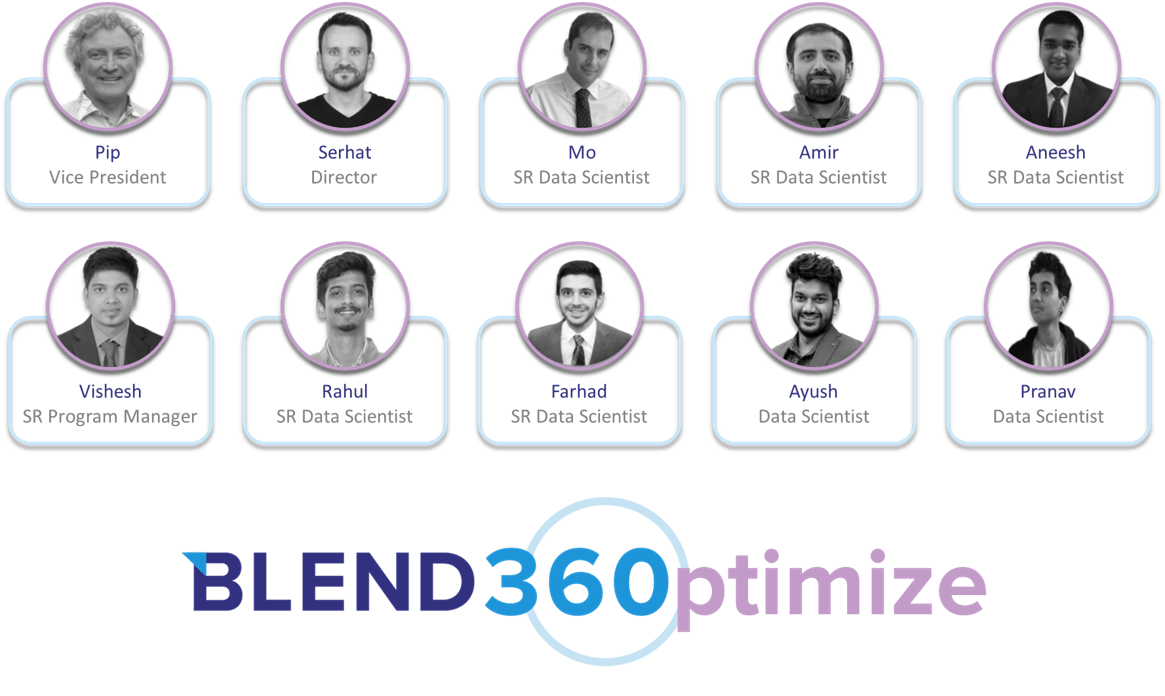 Pip
Vice President
Serhat
Director
Mo
SR Data Scientist
Amir
SR Data Scientist
Aneesh
SR Data Scientist
Vishesh
SR Program Manager
Rahul
SR Data Scientist
Farhad
SR Data Scientist
Ayush
Data Scientist
Pranav
Data Scientist
BLEND360ptimize